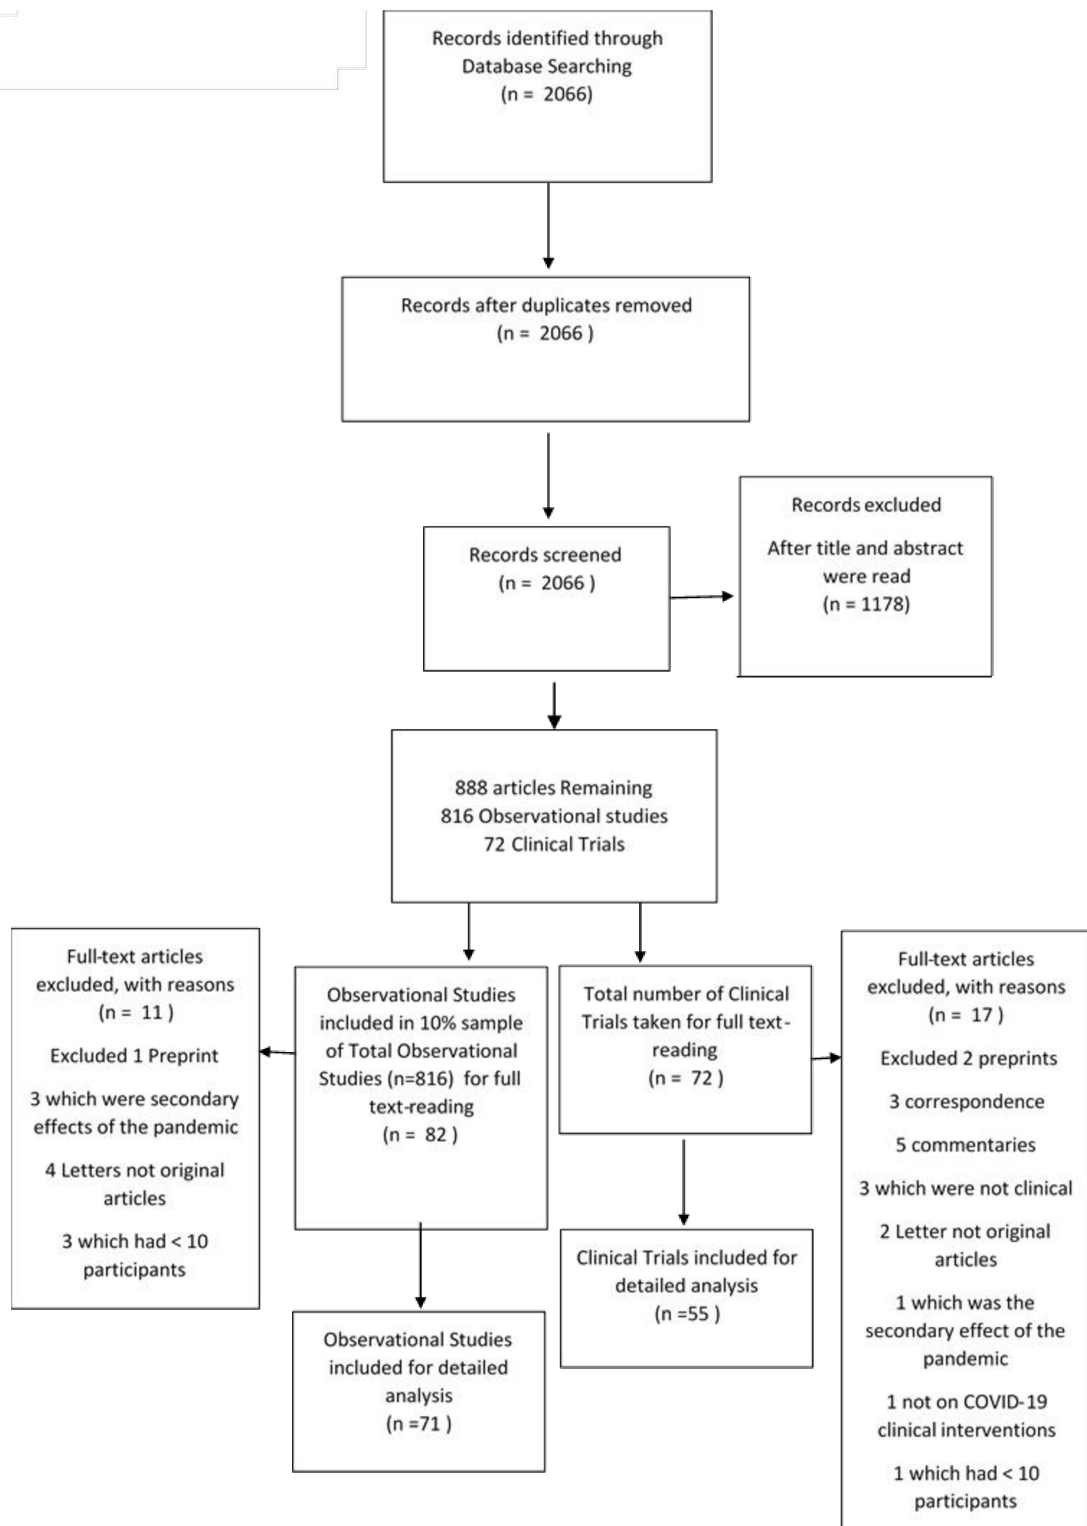 Records identified through
Database Searching
(n =  2066)
Records after duplicates removed
(n =  2066 )
Records screened
(n =  2066 )
Records excluded
After title and abstract
were read
(n = 1178)
888 articles Remaining
816 Observational studies
72 Clinical Trials
Full-text articles
excluded, with reasons
(n =  11 )
Excluded 1 Preprint
3 which were secondary
effects of the pandemic
4 Letters not original
articles
3 which had < 10
participants
Observational Studies
included in 10% sample
of Total Observational
Studies (n=816)  for full
text-reading
(n =  82 )
Total number of Clinical
Trials taken for full text-
reading
(n =  72 )
Full-text articles
excluded, with reasons
(n =  17 )
Excluded 2 preprints
3 correspondence
5 commentaries
3 which were not clinical
2 Letter not original
articles
1 which was the
secondary effect of the
pandemic
1 not on COVID-19
clinical interventions
1 which had < 10
participants
Observational Studies
included for detailed
analysis
(n =71 )
Clinical Trials included for
detailed analysis
(n =55 )